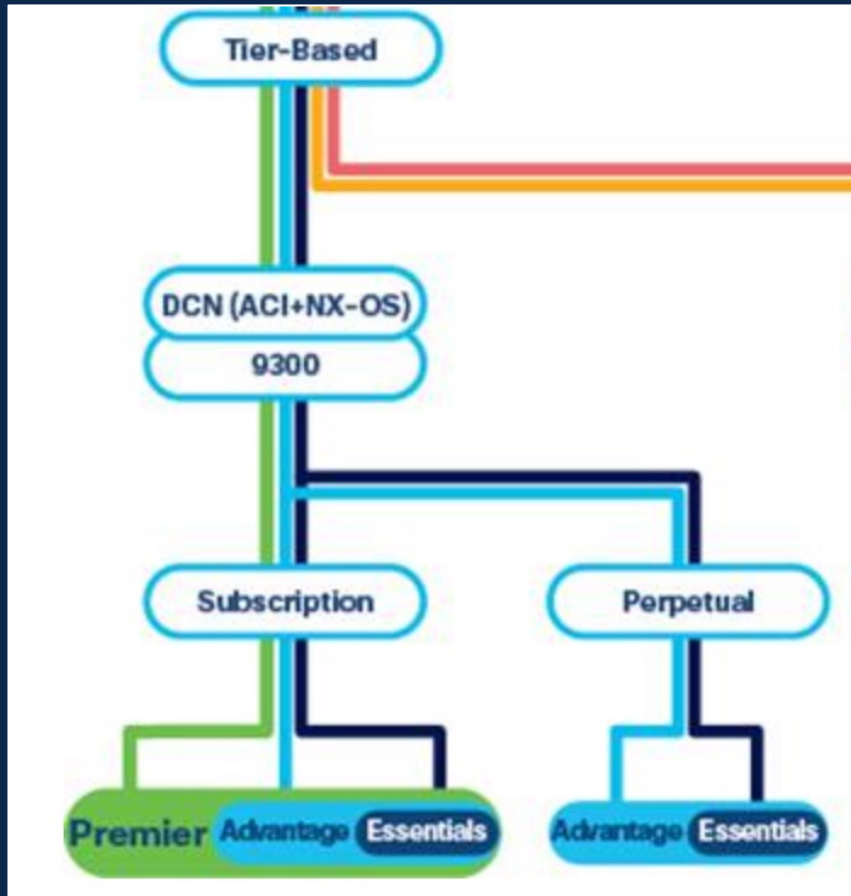 Tier-Based
DCN (ACI+NX-OS)
9300
Subscription
Perpetual
Premier Advantage Essentials
Advantage Essentials